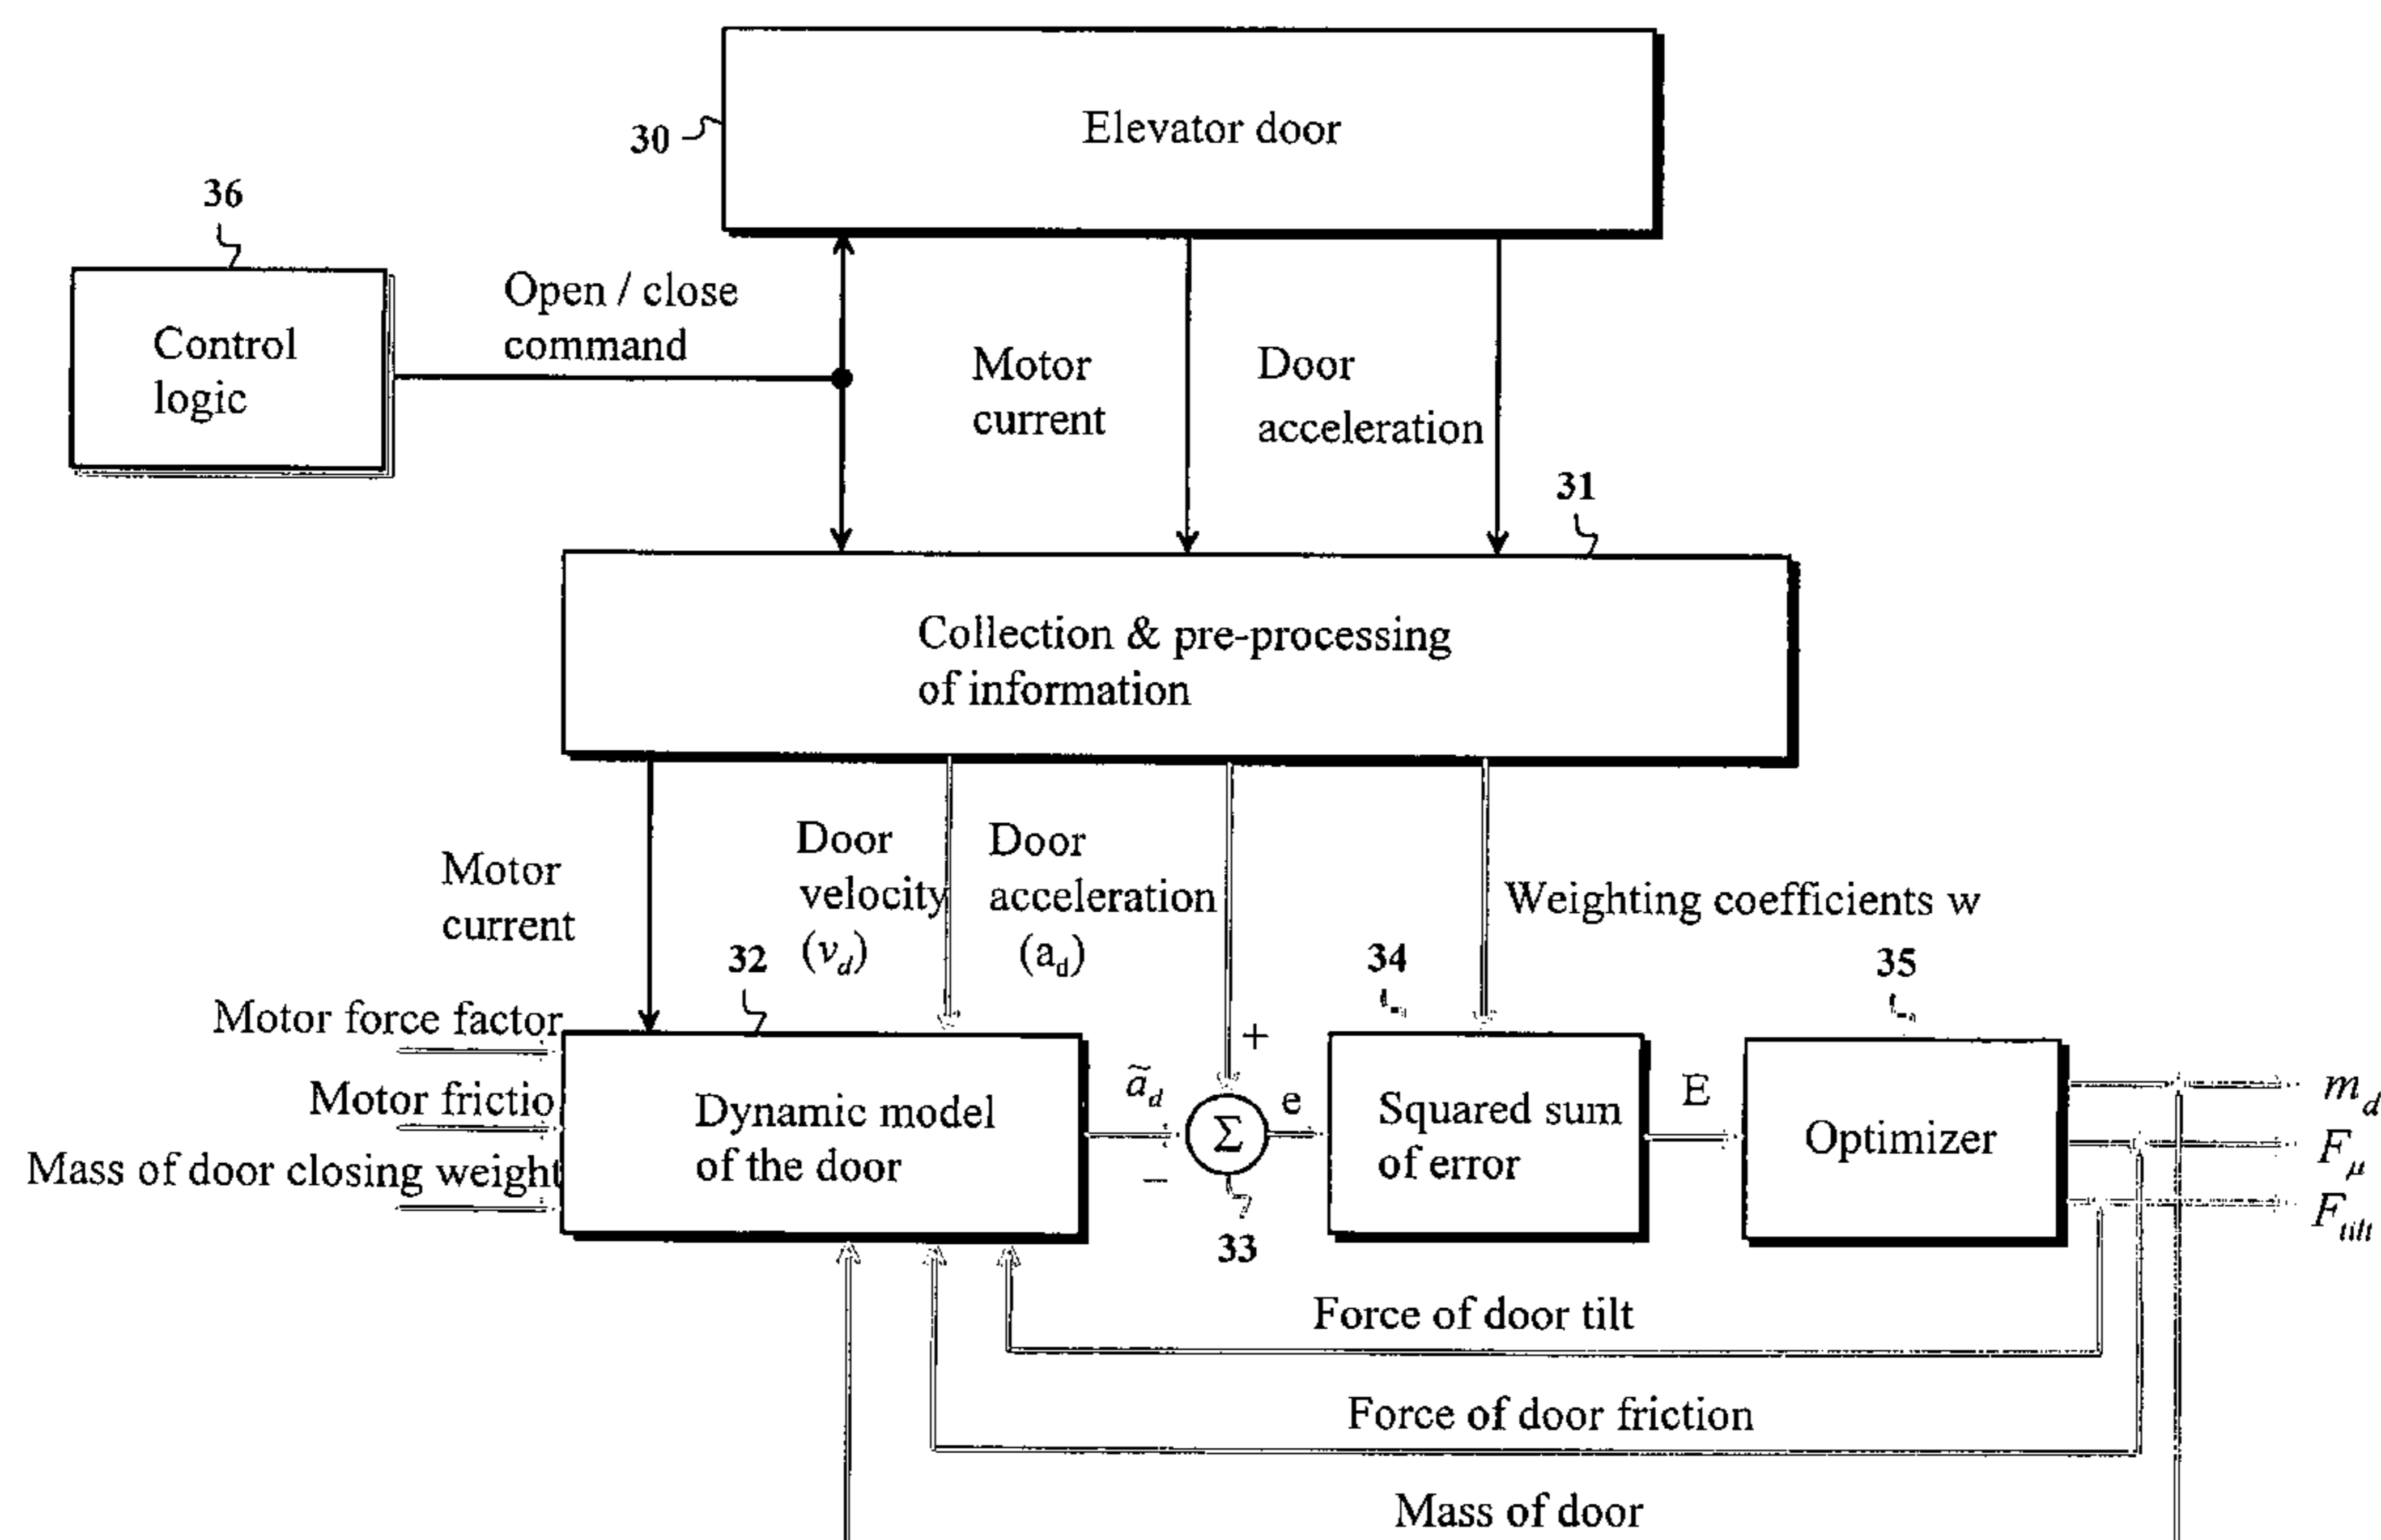 Elevator door
30
36
Control
logic
Open / close
command
Motor
current
Door
acceleration
31
Collection & pre-processing
of information
Motor
current
Door
velocity
(v_d)
Door
acceleration
(a_d)
Weighting coefficients w
32
34
35
Motor force factor
Motor frictio
Mass of door closing weight
Dynamic model
of the door
ã_d
+
−
Σ
e
33
Squared sum
of error
E
Optimizer
m_d
F_μ
F_tilt
Force of door tilt
Force of door friction
Mass of door